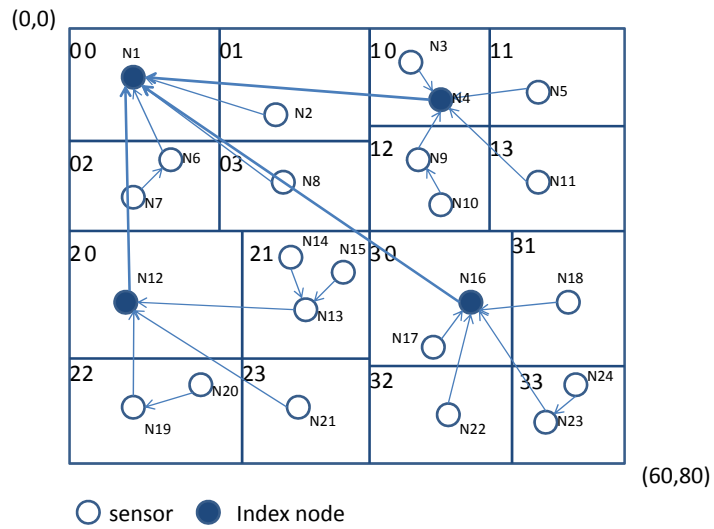 (0,0)
00 N1 01 10 N3 11
N4 N5
N2
02 N6 03 12 N9 13
N7 N8 N10 N11
20 21 N14 N15 30 31
N12 N16 N18
N13
N17
22 N20 23 32 33 N24
N19 N21 N22 N23
(60,80)
sensor Index node